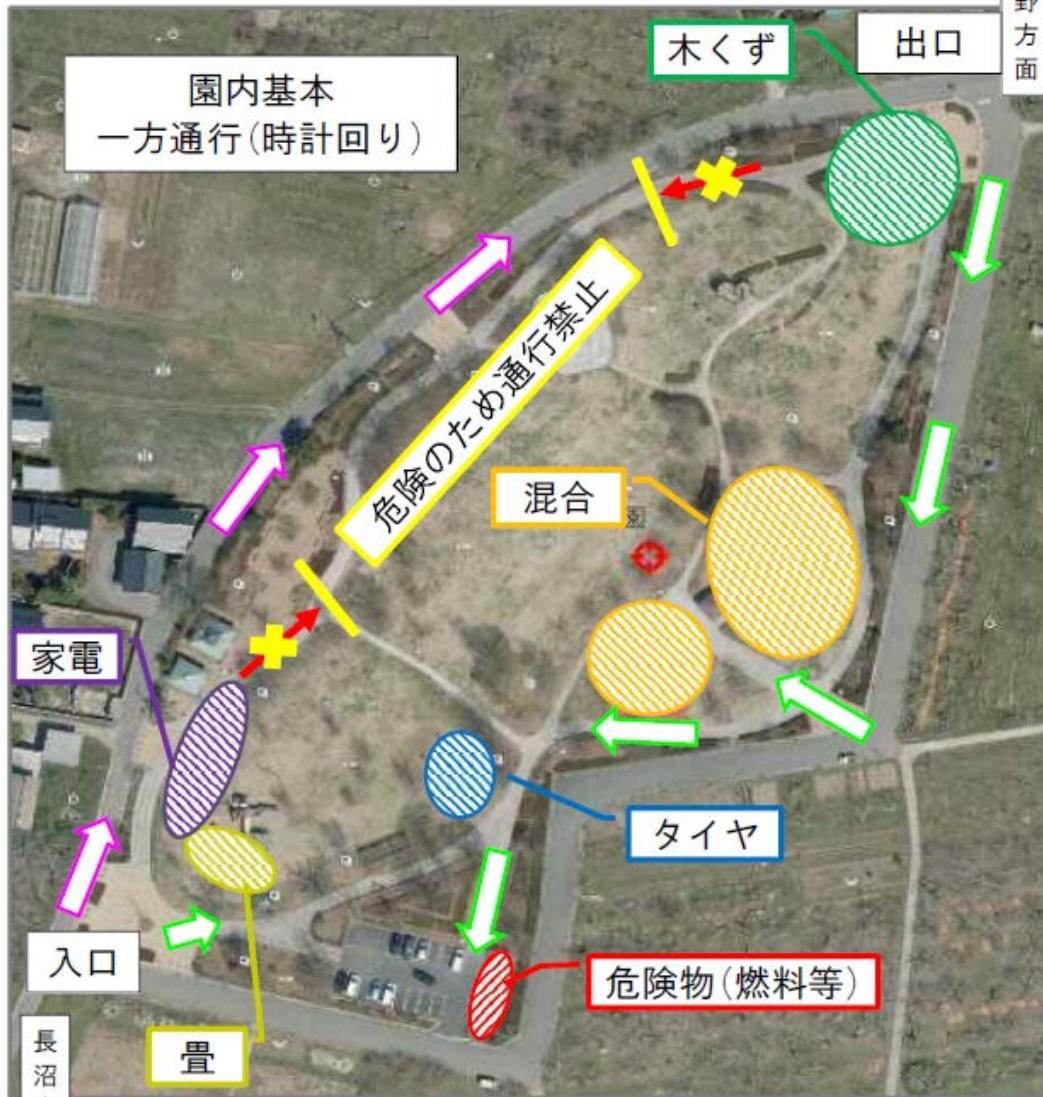 野方面
木くず
出口
園内基本
一方通行(時計回り)
危険のため通行禁止
混合
家電
タイヤ
入口
危険物(燃料等)
畳
長沼